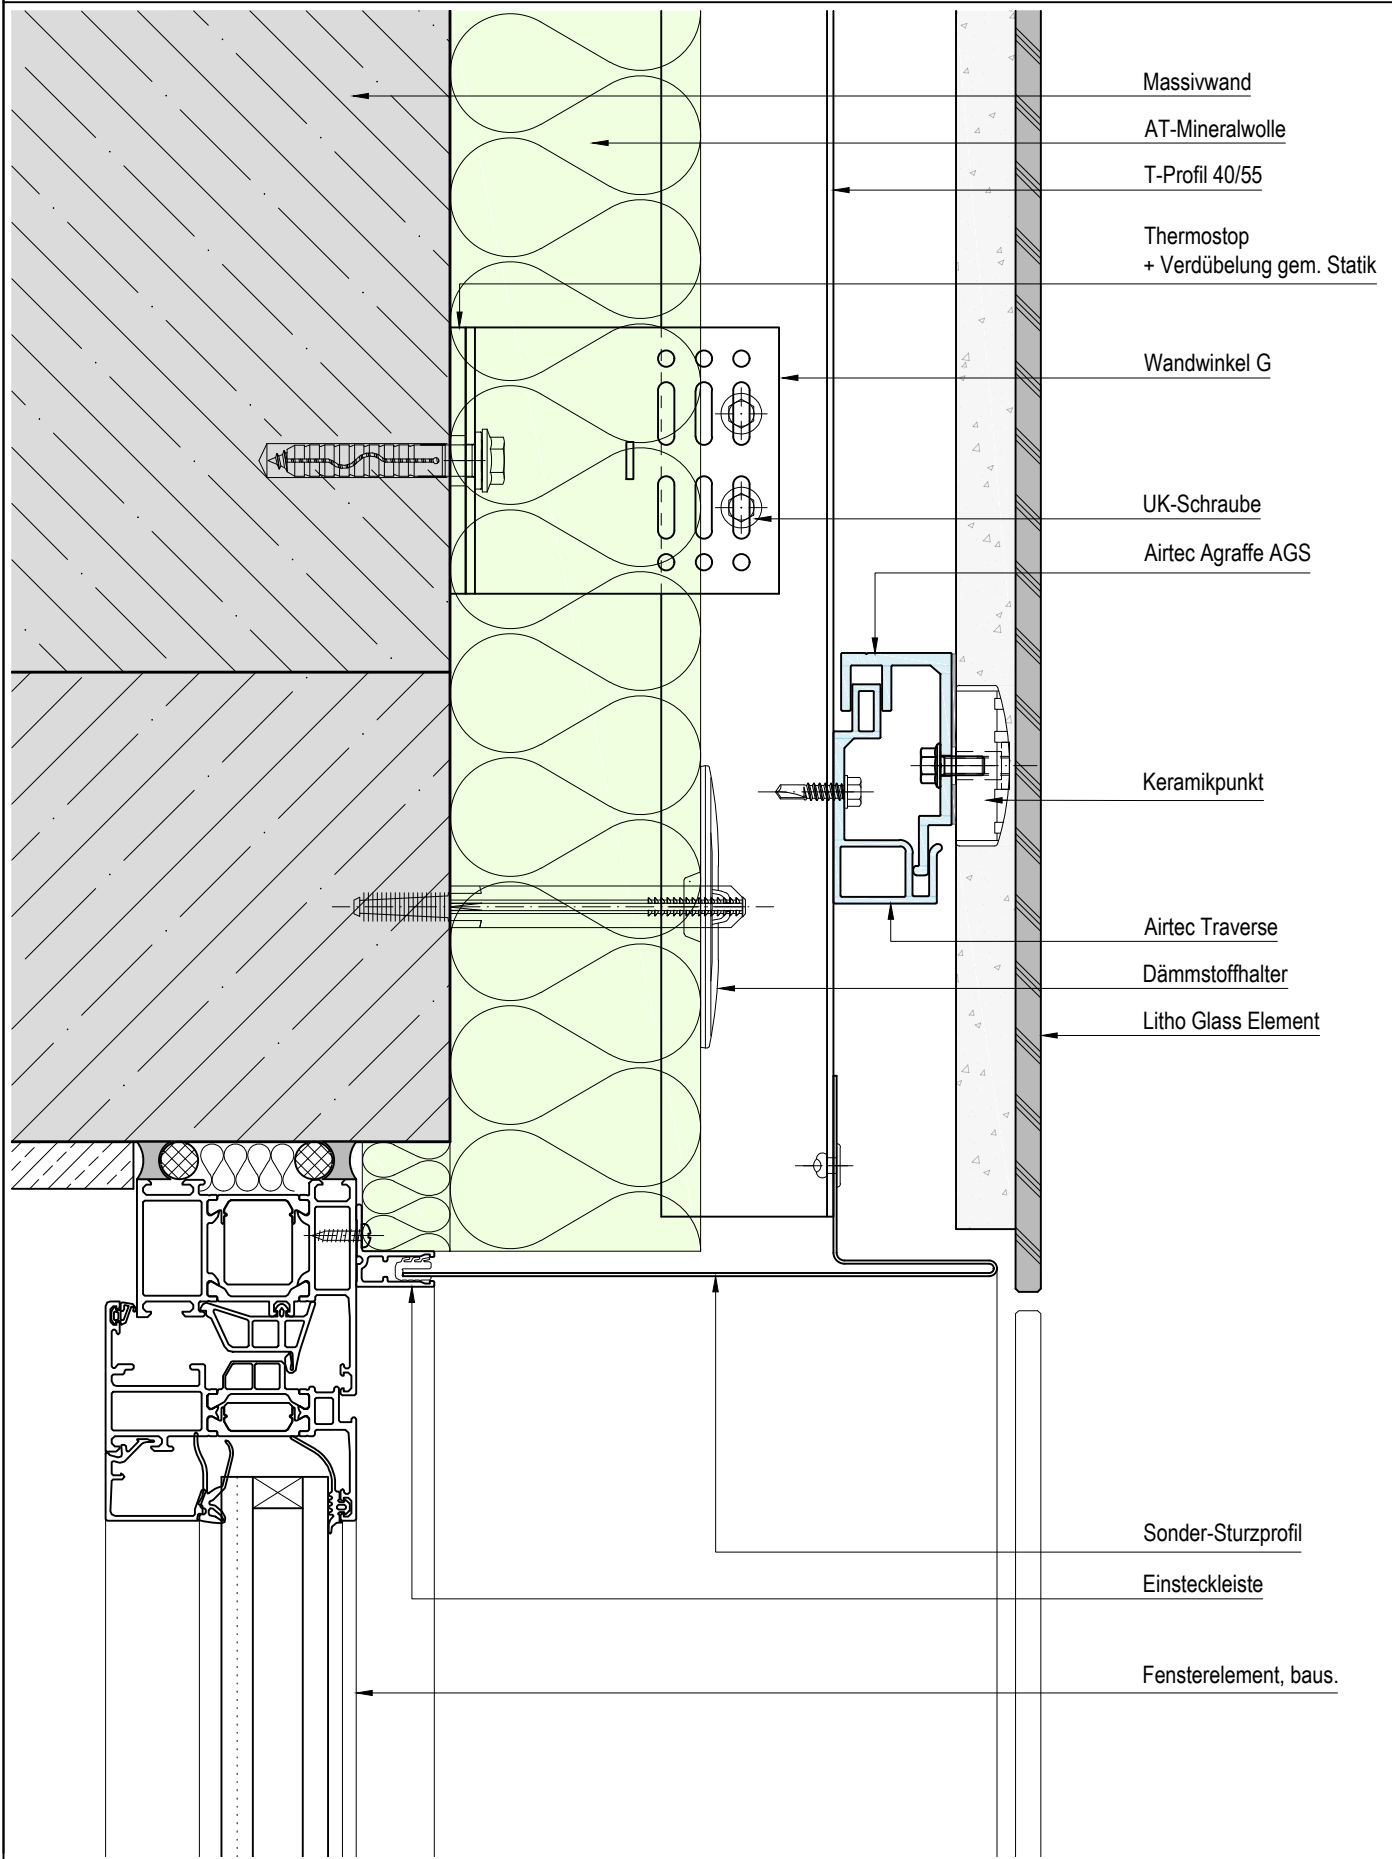 Massivwand
AT-Mineralwolle
T-Profil 40/55
Thermostop
+ Verdübelung gem. Statik
Wandwinkel G
UK-Schraube
Airtec Agraffe AGS
Keramikpunkt
Airtec Traverse
Dämmstoffhalter
Litho Glass Element
Sonder-Sturzprofil
Einsteckleiste
Fensterelement, baus.